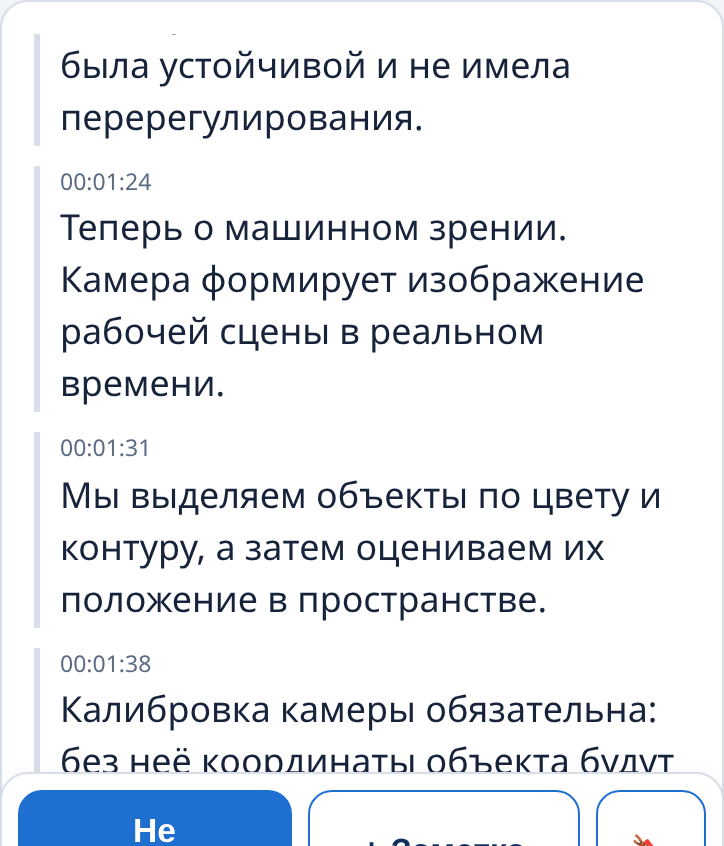 была устойчивой и не имела
перерегулирования.
00:01:24
Теперь о машинном зрении.
Камера формирует изображение
рабочей сцены в реальном
времени.
00:01:31
Мы выделяем объекты по цвету и
контуру, а затем оцениваем их
положение в пространстве.
00:01:38
Калибровка камеры обязательна:
без неё координаты объекта будут
Не
+ Заметка